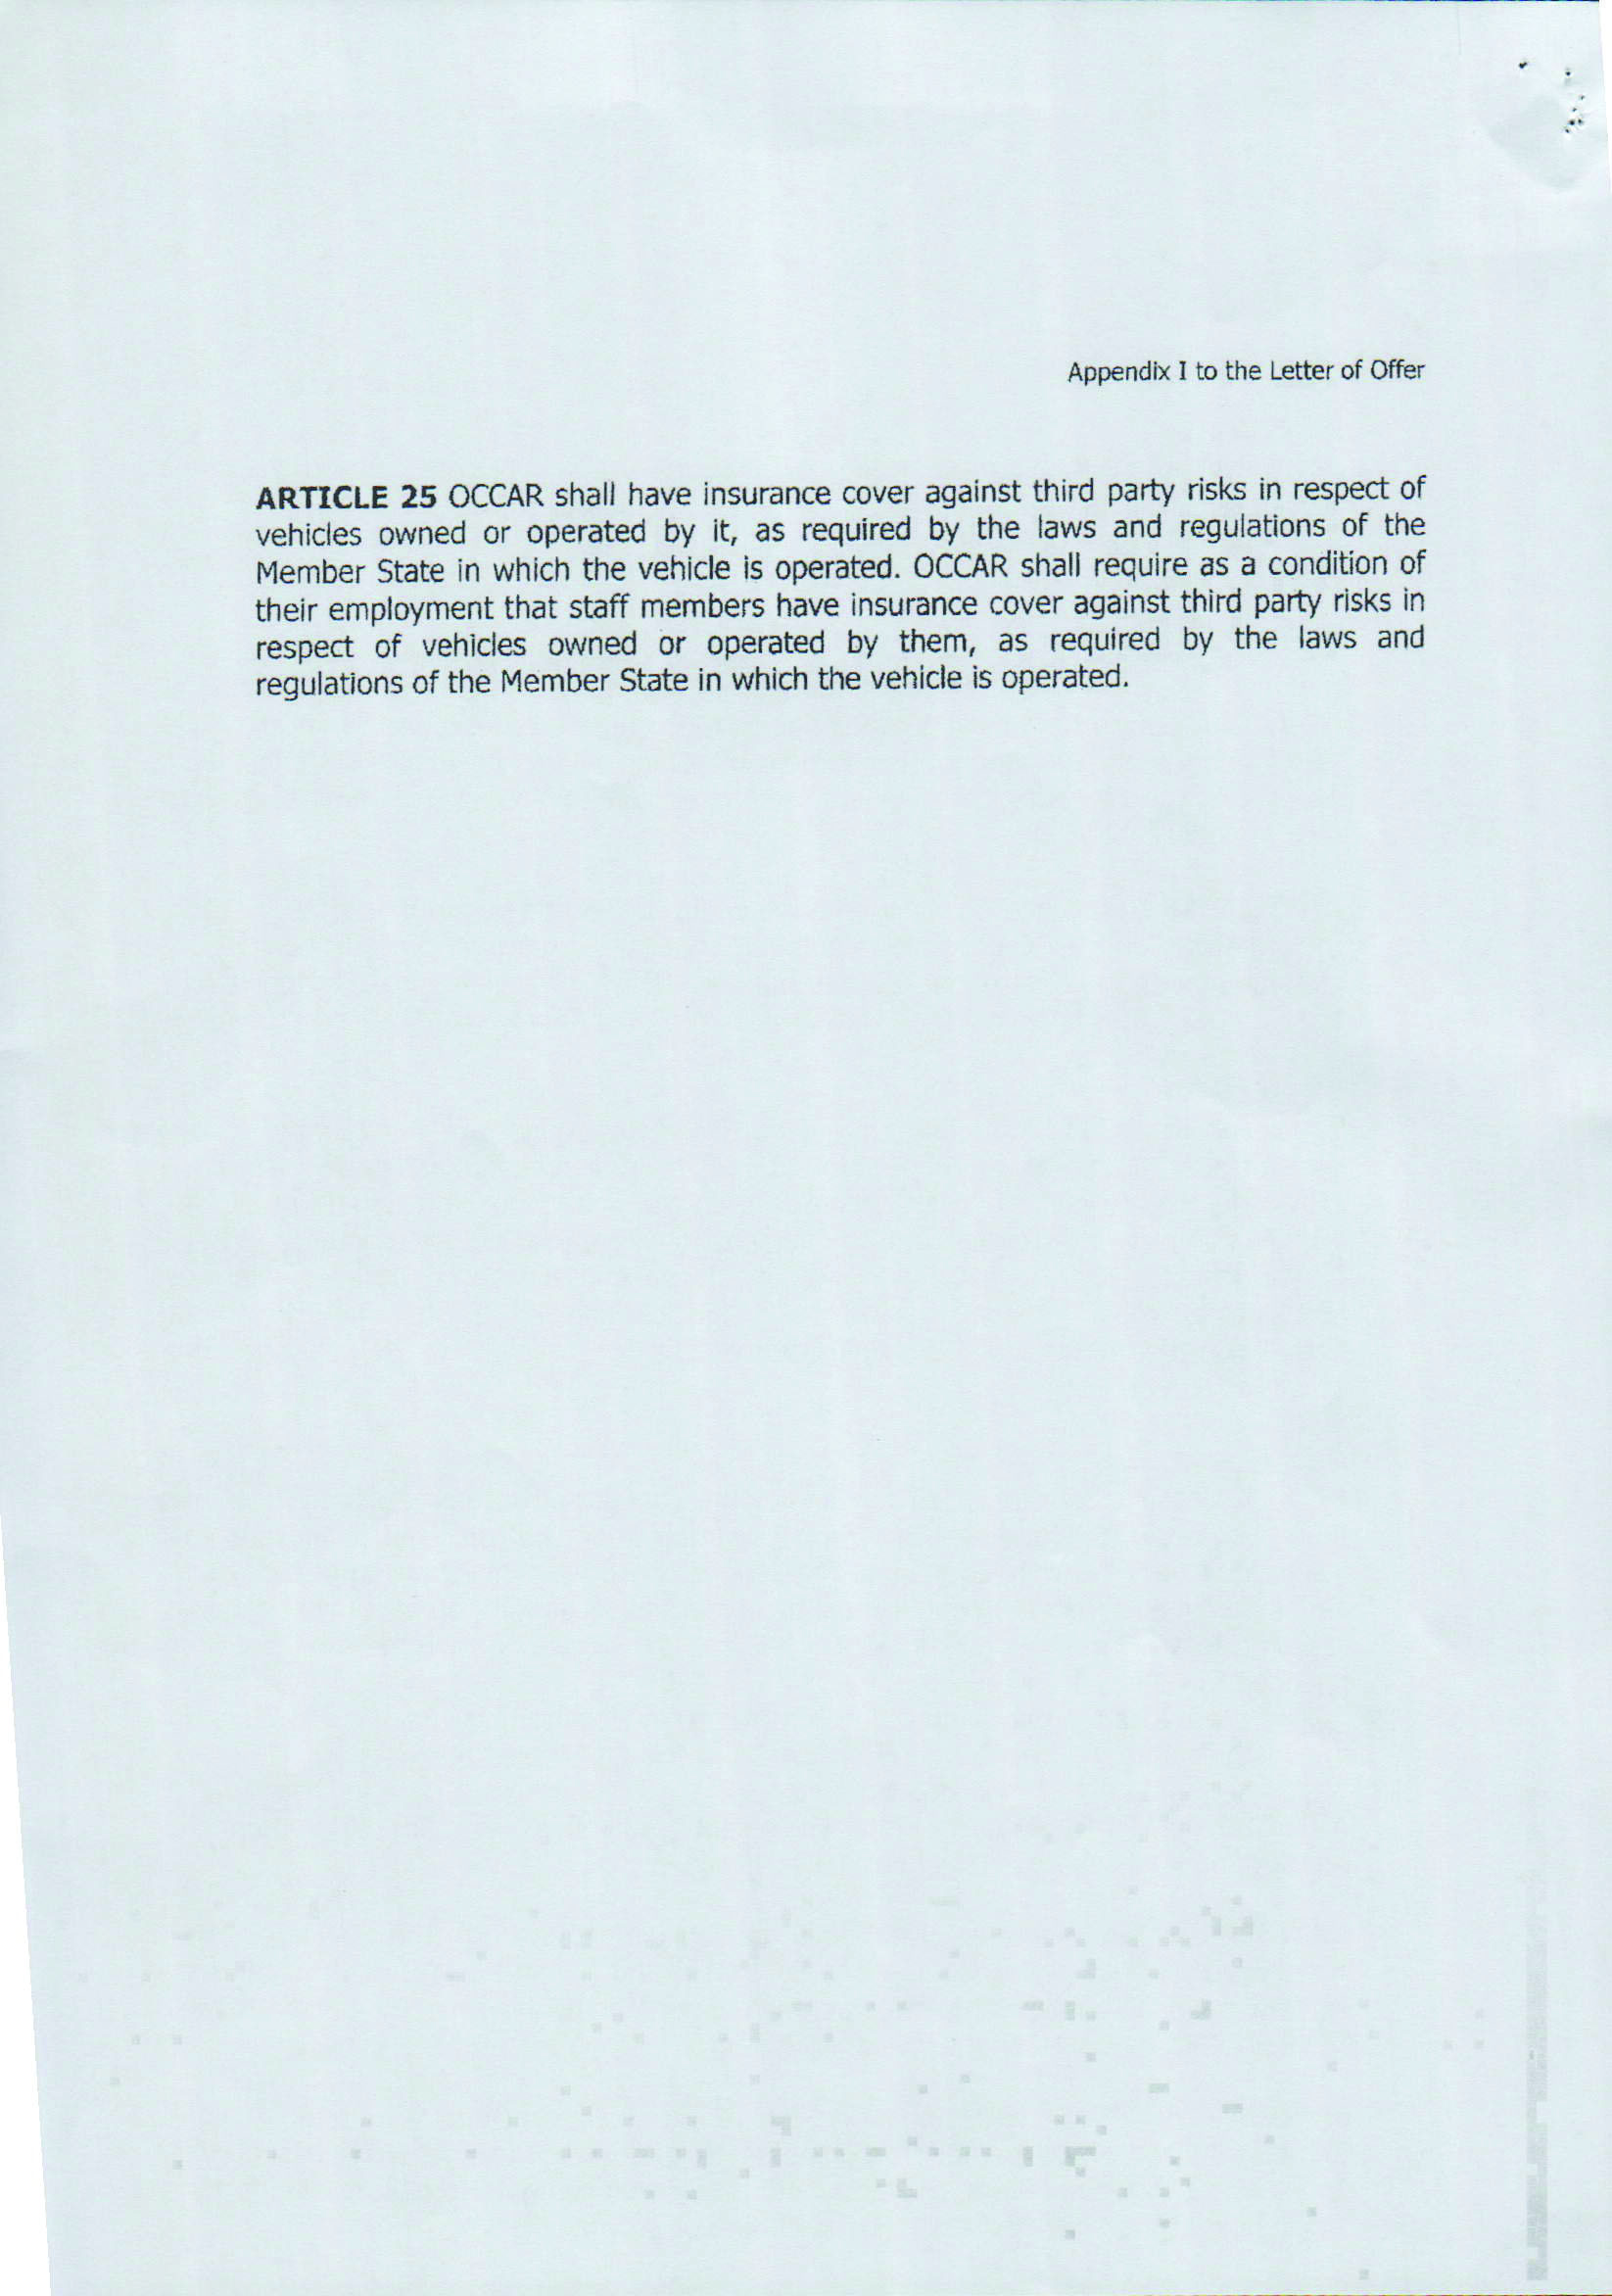 Appendix I to the Letter of Offer
ARTICLE 25 OCCAR shall have insurance cover against third party risks in respect of
vehicles owned or operated by it, as required by the laws and regulations of the
Member State in which the vehicle is operated. OCCAR shall require as a condition of
their employment that staff members have insurance cover against third party risks in
respect of vehicles owned or operated by them, as required by the laws and
regulations of the Member State in which the vehicle is operated.